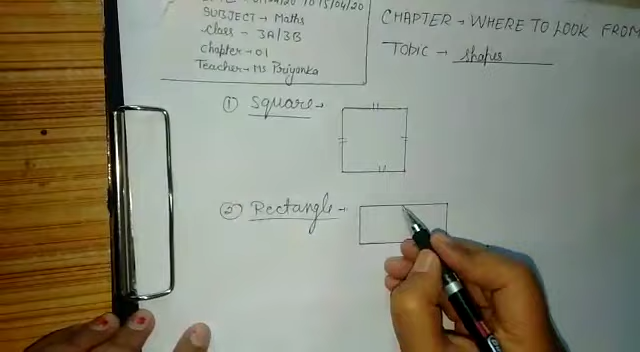 SUBJECT → Maths
Class - 3A/3B
Chapter → 01
Teacher → Ms Priyanka
CHAPTER → WHERE TO LOOK FROM
TOPIC → shapes
① Square →
② Rectangle →